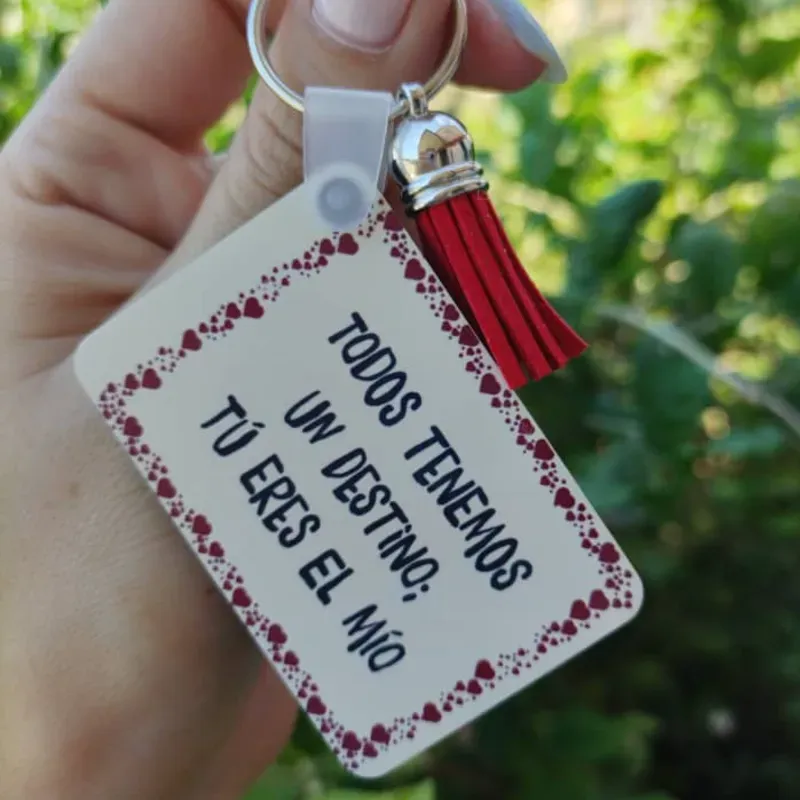 TODOS TENEMOS
UN DESTINO;
TÚ ERES EL MÍO